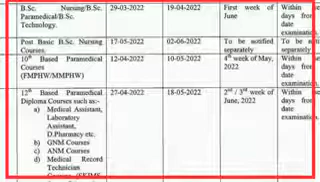 B.Sc. Nursing/B.Sc. Paramedical/B.Sc. Technology. 29-03-2022 19-04-2022 First week of June Within days from date examination.
Post Basic B.Sc. Nursing Courses. 17-05-2022 02-06-2022 To be notified separately To be separately
10th Based Paramedical Courses (FMPHW/MMPHW) 12-04-2022 10-05-2022 4th week of May, 2022 Within days from date examination.
12th Based Paramedical Diploma Courses such as:- 27-04-2022 18-05-2022 2nd / 3rd week of June, 2022 Within days from date examination.
a) Medical Assistant, Laboratory Assistant, D.Pharmacy etc.
b) GNM Courses
c) ANM Courses
d) Medical Record Technician